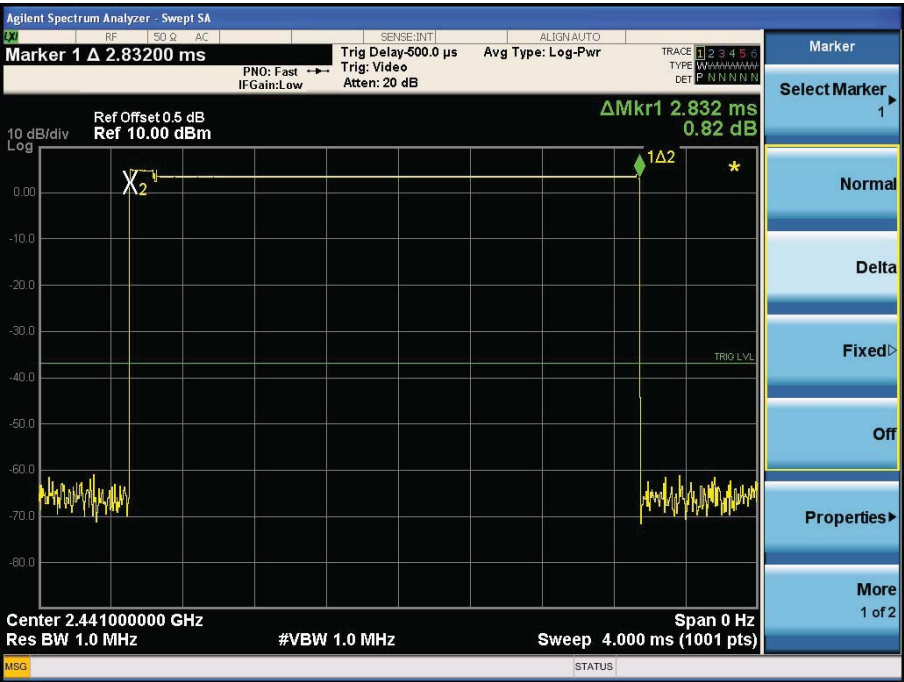 Agilent Spectrum Analyzer - Swept SA
LXI RF 50 Ω AC SENSE:INT ALIGN AUTO
Marker 1 Δ 2.83200 ms
PNO: Fast
IFGain:Low
Trig Delay-500.0 µs
Trig: Video
Atten: 20 dB
Avg Type: Log-Pwr
TRACE 1 2 3 4 5 6
TYPE WWWWWWW
DET P N N N N N
ΔMkr1 2.832 ms
0.82 dB
Ref Offset 0.5 dB
10 dB/div Ref 10.00 dBm
Log
1Δ2
*
X2
0.00
-10.0
-20.0
-30.0
TRIG LVL
-40.0
-50.0
-60.0
-70.0
-80.0
Center 2.441000000 GHz Span 0 Hz
Res BW 1.0 MHz #VBW 1.0 MHz Sweep 4.000 ms (1001 pts)
MSG STATUS
Marker
Select Marker
1
Normal
Delta
Fixed
Off
Properties
More
1 of 2